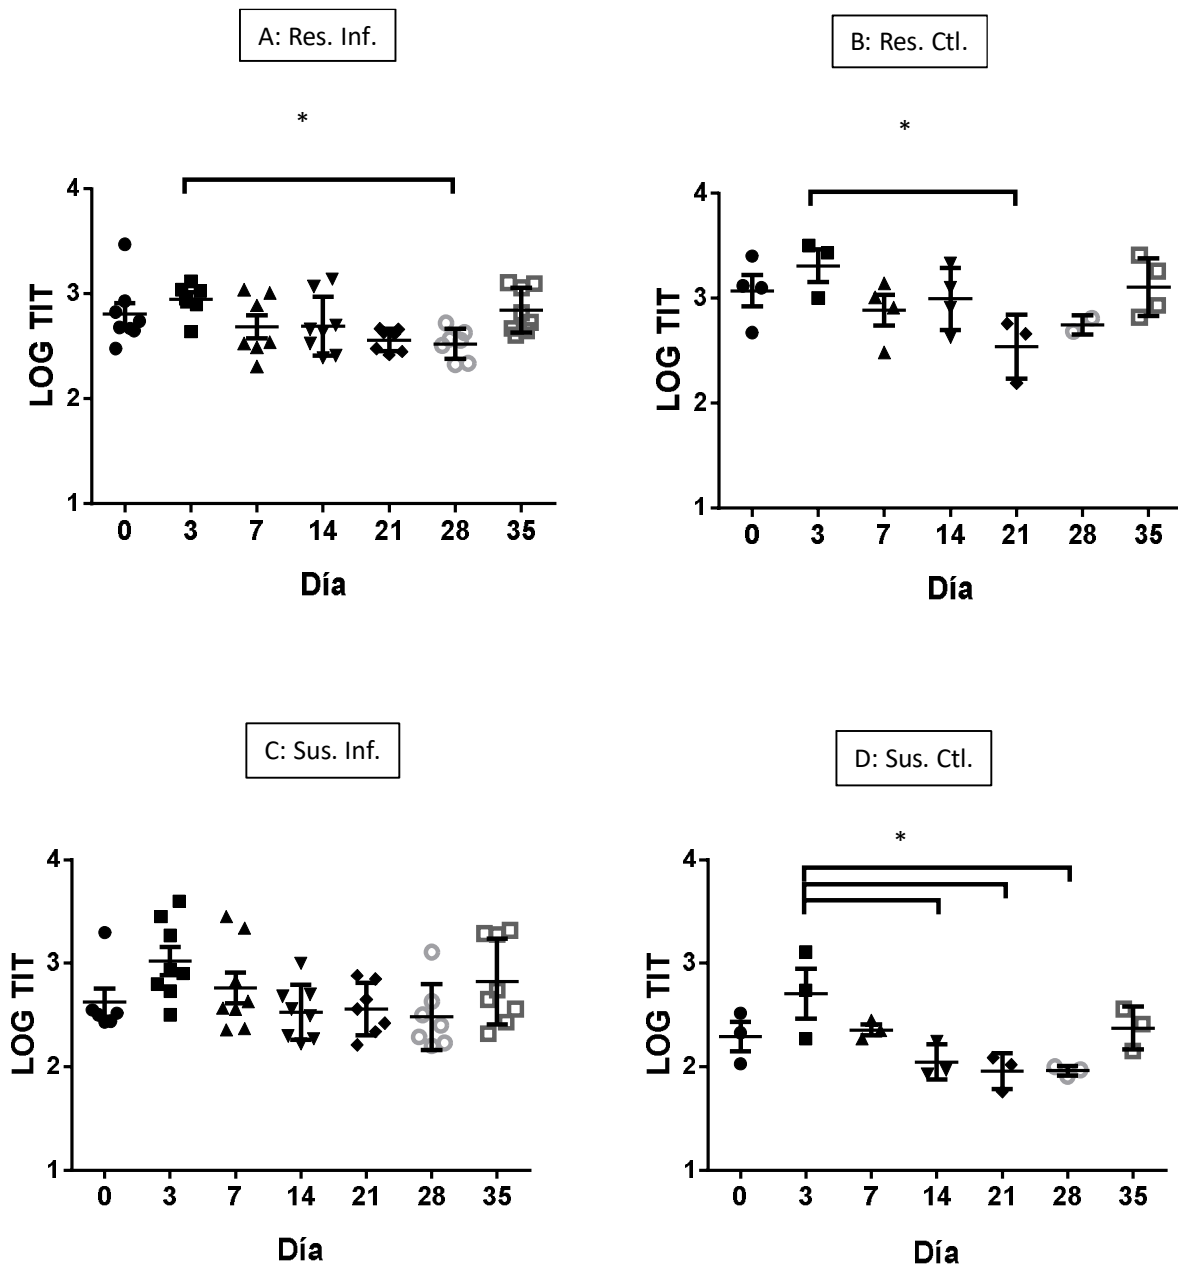 A: Res. Inf.
*
4
3
2
1
LOG TIT
0 3 7 14 21 28 35
Día
B: Res. Ctl.
*
4
3
2
1
LOG TIT
0 3 7 14 21 28 35
Día
C: Sus. Inf.
4
3
2
1
LOG TIT
0 3 7 14 21 28 35
Día
D: Sus. Ctl.
*
4
3
2
1
LOG TIT
0 3 7 14 21 28 35
Día